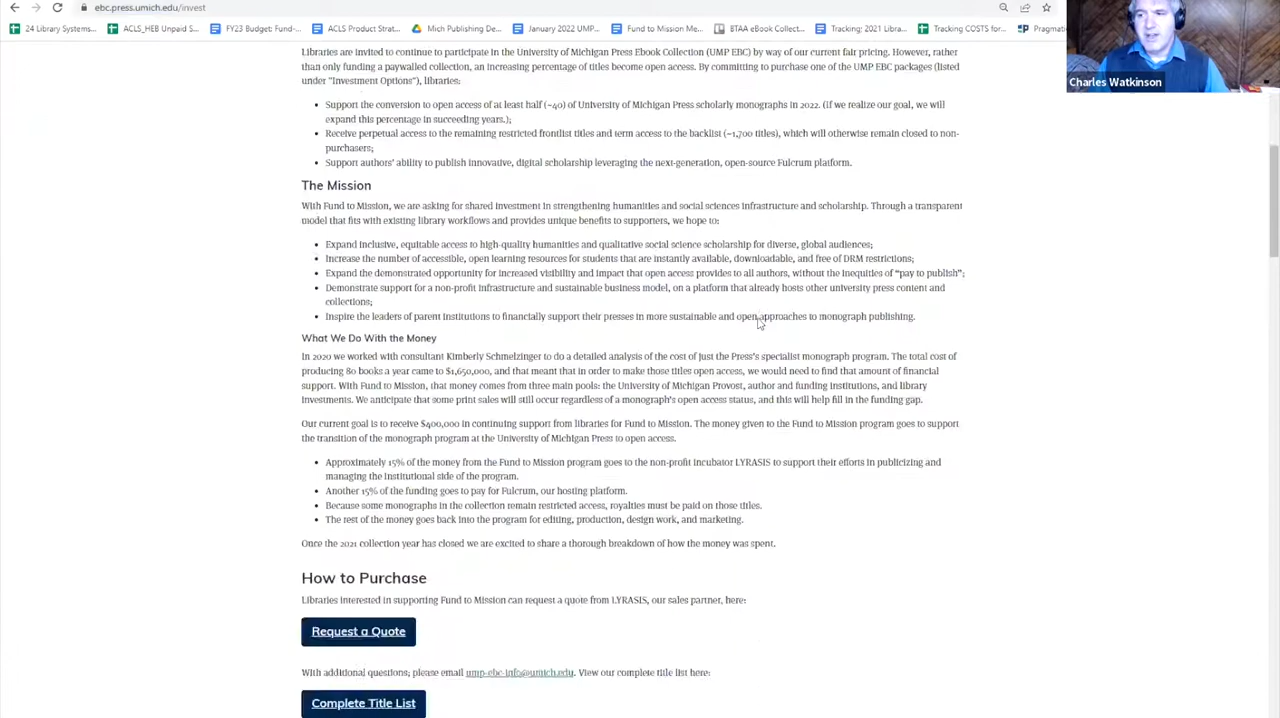 ebc.press.umich.edu/invest
24 Library Systems...
ACLS_HEB Unpaid S...
FY23 Budget Fund-...
ACLS Product Strat...
Mich Publishing De...
January 2022 UMP...
Fund to Mission Me...
BTAA eBook Collect...
Tracking: 2021 Libra...
Tracking COSTS for...
Pragmati
Charles Watkinson
Libraries are invited to continue to participate in the University of Michigan Press Ebook Collection (UMP EBC) by way of our current fair pricing. However, rather
than only funding a paywalled collection, an increasing percentage of titles become open access. By committing to purchase one of the UMP EBC packages (listed
under "Investment Options"), libraries:
• Support the conversion to open access of at least half (~40) of University of Michigan Press scholarly monographs in 2022. (if we realize our goal, we will
expand this percentage in succeeding years.);
• Receive perpetual access to the remaining restricted frontlist titles and term access to the backlist (~1,700 titles), which will otherwise remain closed to non-
purchasers;
• Support authors' ability to publish innovative, digital scholarship leveraging the next-generation, open-source Fulcrum platform.
The Mission
With Fund to Mission, we are asking for shared investment in strengthening humanities and social sciences infrastructure and scholarship. Through a transparent
model that fits with existing library workflows and provides unique benefits to supporters, we hope to:
• Expand inclusive, equitable access to high-quality humanities and qualitative social science scholarship for diverse, global audiences;
• Increase the number of accessible, open learning resources for students that are instantly available, downloadable, and free of DRM restrictions;
• Expand the demonstrated opportunity for increased visibility and impact that open access provides to all authors, without the inequities of “pay to publish”;
• Demonstrate support for a non-profit infrastructure and sustainable business model, on a platform that already hosts other university press content and
collections;
• Inspire the leaders of parent institutions to financially support their presses in more sustainable and open approaches to monograph publishing.
What We Do With the Money
In 2020 we worked with consultant Kimberly Schmelzinger to do a detailed analysis of the cost of just the Press's specialist monograph program. The total cost of
producing 80 books a year came to $1,650,000, and that meant that in order to make those titles open access, we would need to find that amount of financial
support. With Fund to Mission, that money comes from three main pools: the University of Michigan Provost, author and funding institutions, and library
investments. We anticipate that some print sales will still occur regardless of a monograph's open access status, and this will help fill in the funding gap.
Our current goal is to receive $400,000 in continuing support from libraries for Fund to Mission. The money given to the Fund to Mission program goes to support
the transition of the monograph program at the University of Michigan Press to open access.
• Approximately 15% of the money from the Fund to Mission program goes to the non-profit incubator LYRASIS to support their efforts in publicizing and
managing the institutional side of the program.
• Another 15% of the funding goes to pay for Fulcrum, our hosting platform.
• Because some monographs in the collection remain restricted access, royalties must be paid on those titles.
• The rest of the money goes back into the program for editing, production, design work, and marketing.
Once the 2021 collection year has closed we are excited to share a thorough breakdown of how the money was spent.
How to Purchase
Libraries interested in supporting Fund to Mission can request a quote from LYRASIS, our sales partner, here:
Request a Quote
With additional questions; please email ump-ebc-info@umich.edu. View our complete title list here:
Complete Title List